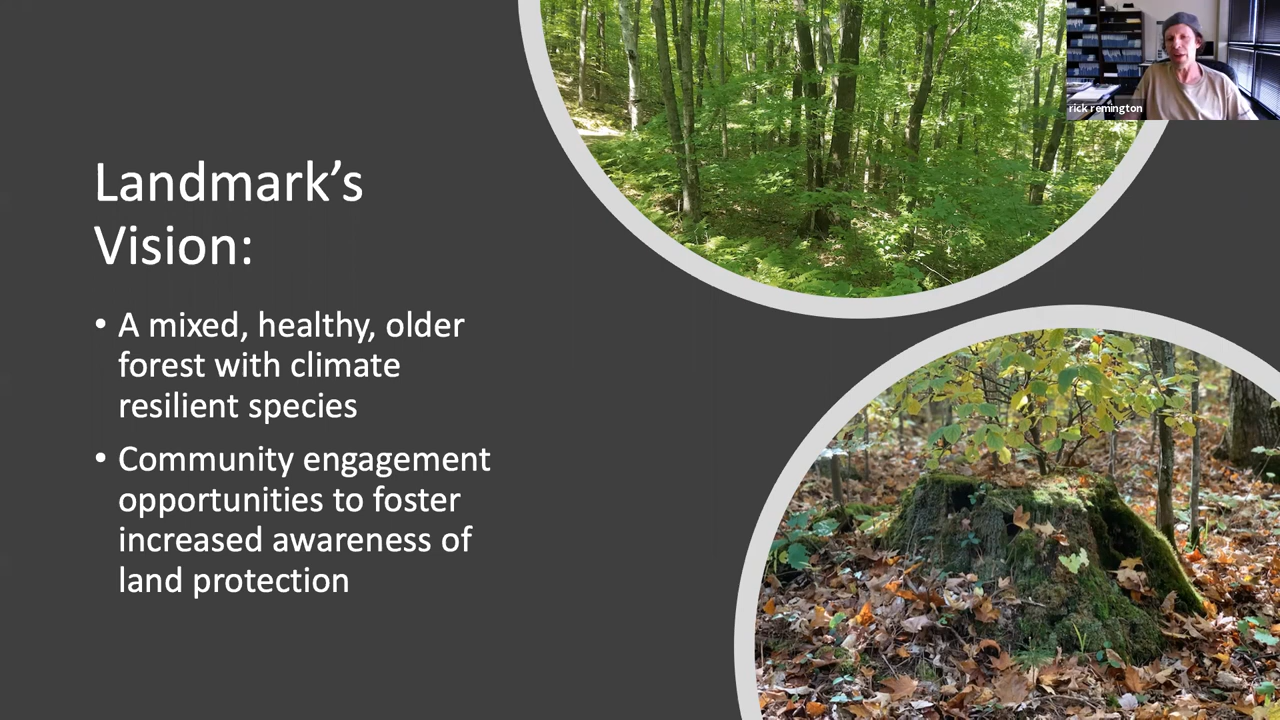 Landmark’s
Vision:
• A mixed, healthy, older
forest with climate
resilient species
• Community engagement
opportunities to foster
increased awareness of
land protection
rick remington